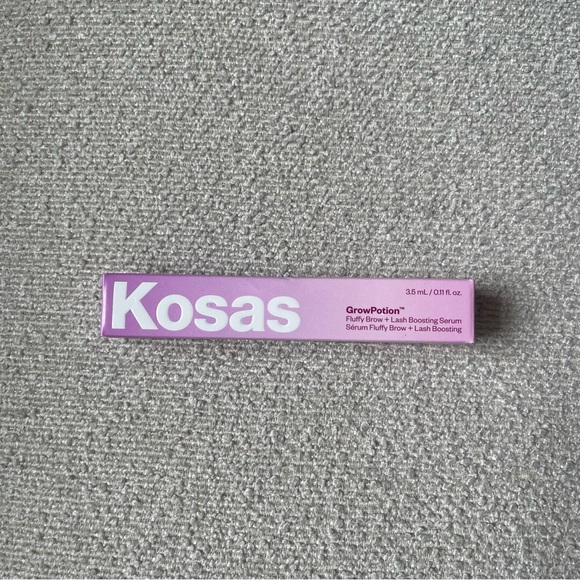 Kosas
3.5 mL / 0.11 fl. oz.
GrowPotion™
Fluffy Brow + Lash Boosting Serum
Sérum Fluffy Brow + Lash Boosting